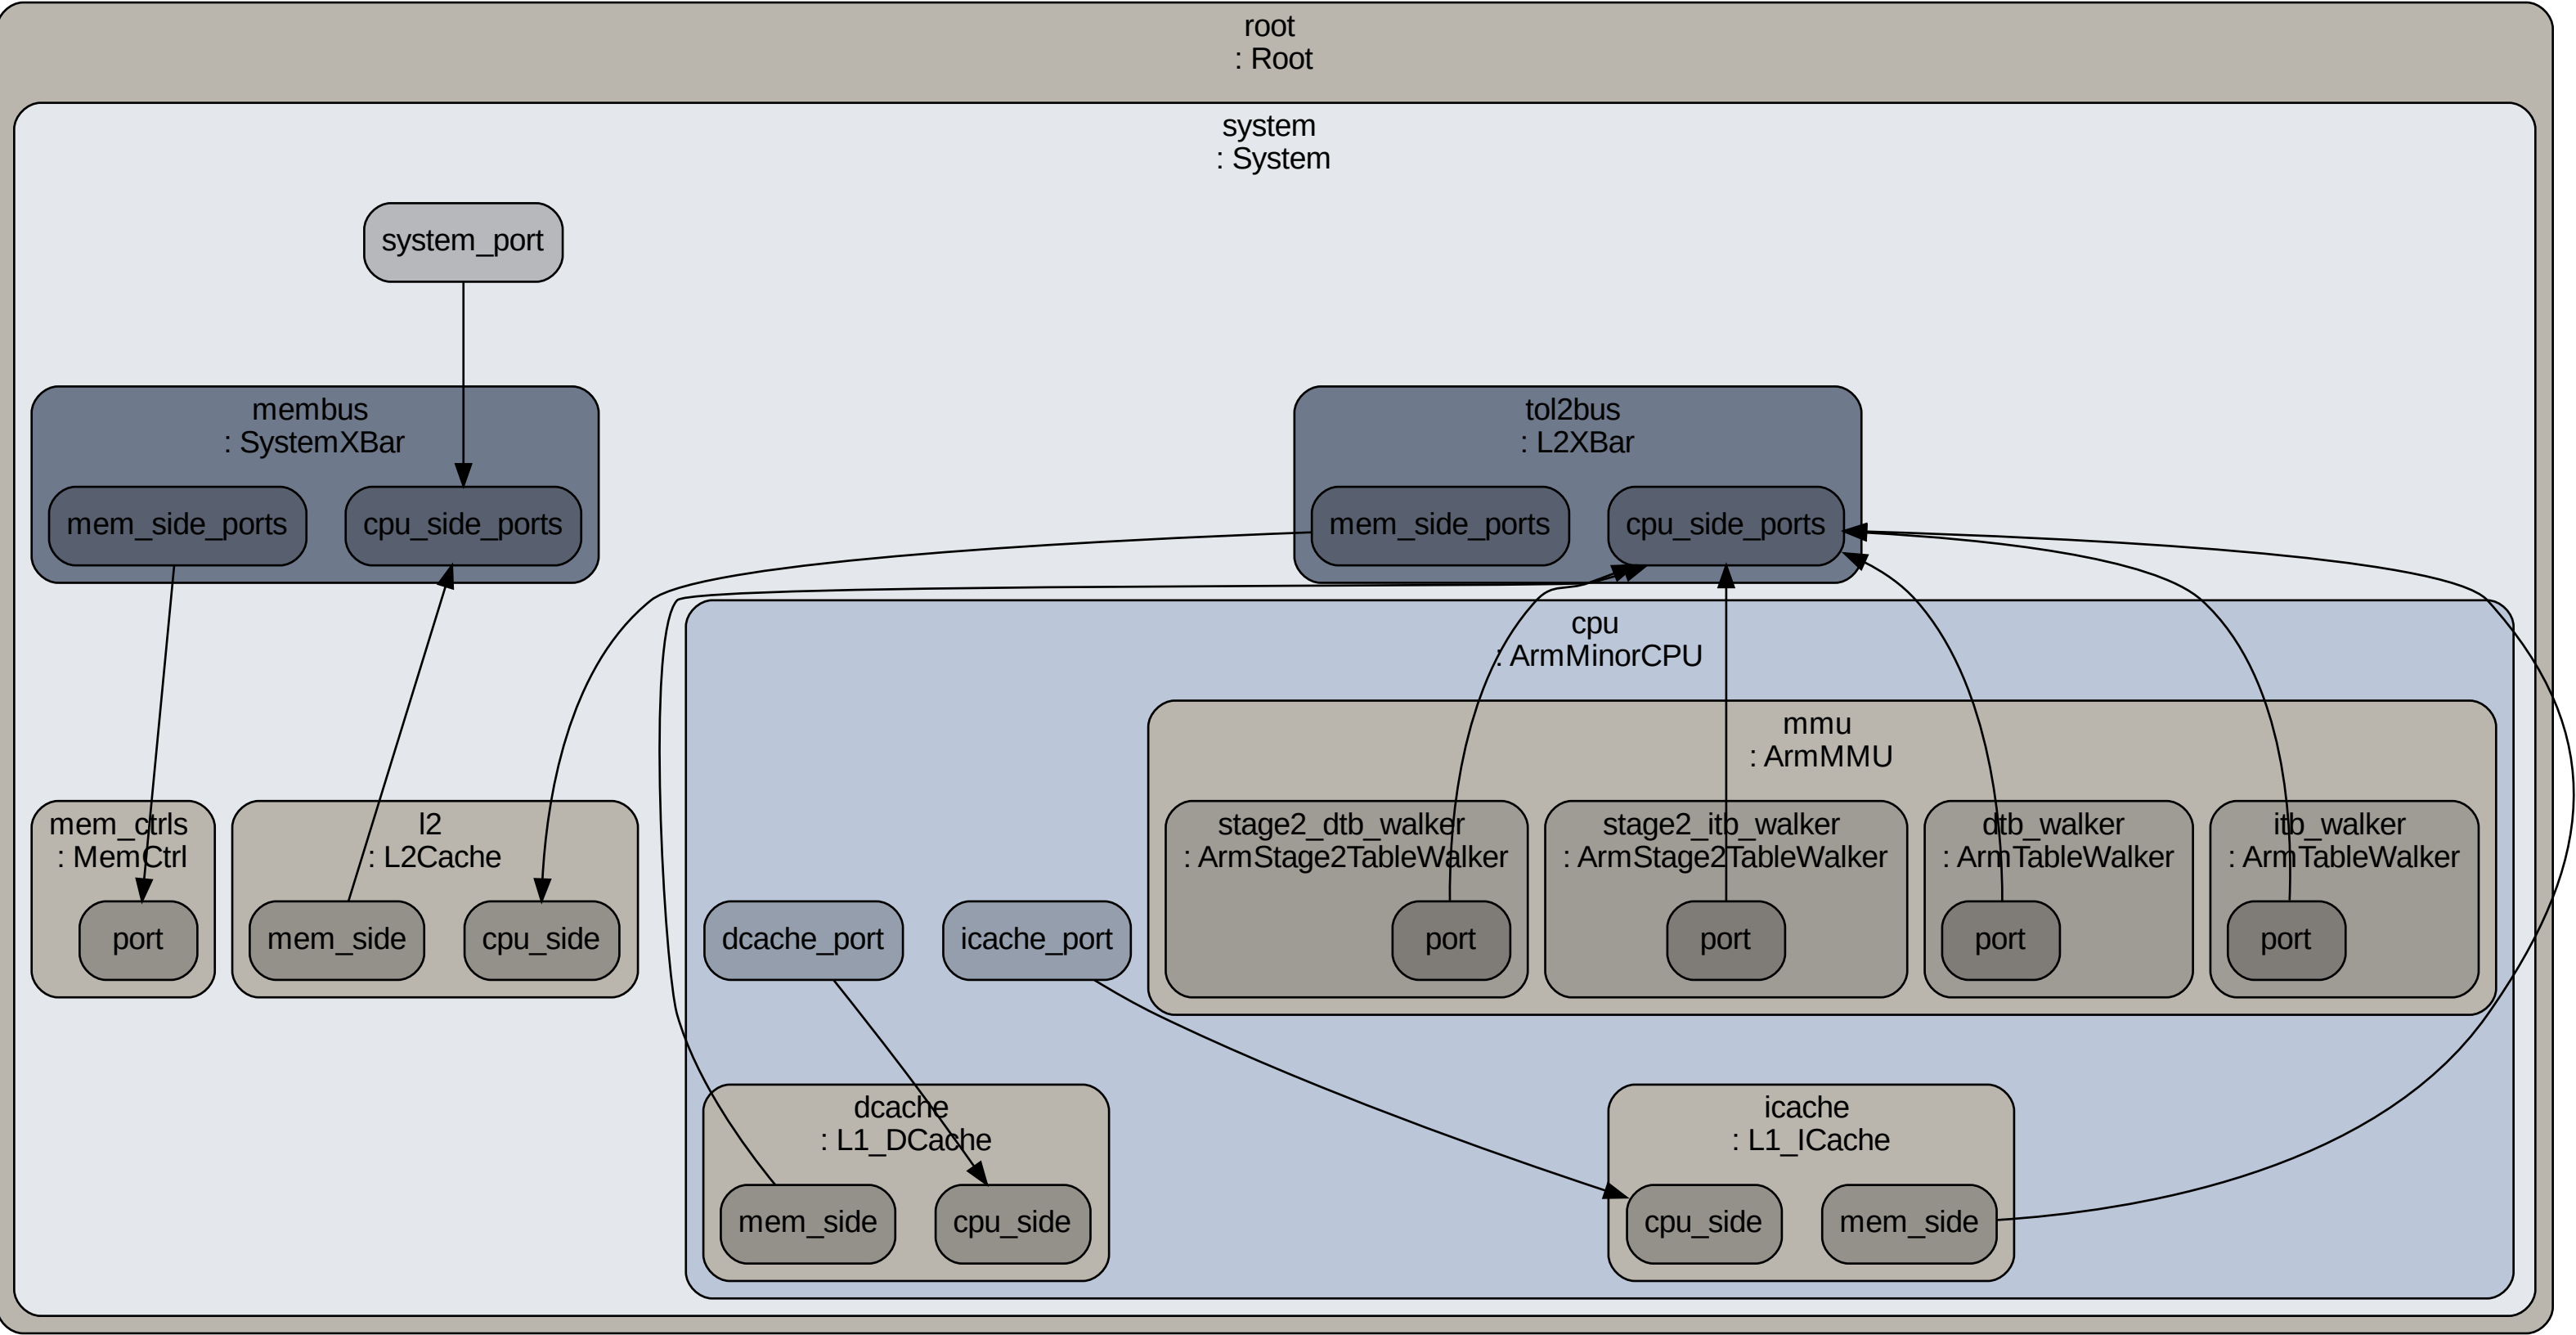 root
: Root
system
: System
system_port
membus
: SystemXBar
mem_side_ports
cpu_side_ports
tol2bus
: L2XBar
mem_side_ports
cpu_side_ports
cpu
: ArmMinorCPU
mmu
: ArmMMU
mem_ctrls
: MemCtrl
port
l2
: L2Cache
mem_side
cpu_side
dcache_port
icache_port
stage2_dtb_walker
: ArmStage2TableWalker
port
stage2_itb_walker
: ArmStage2TableWalker
port
dtb_walker
: ArmTableWalker
port
itb_walker
: ArmTableWalker
port
dcache
: L1_DCache
mem_side
cpu_side
icache
: L1_ICache
cpu_side
mem_side